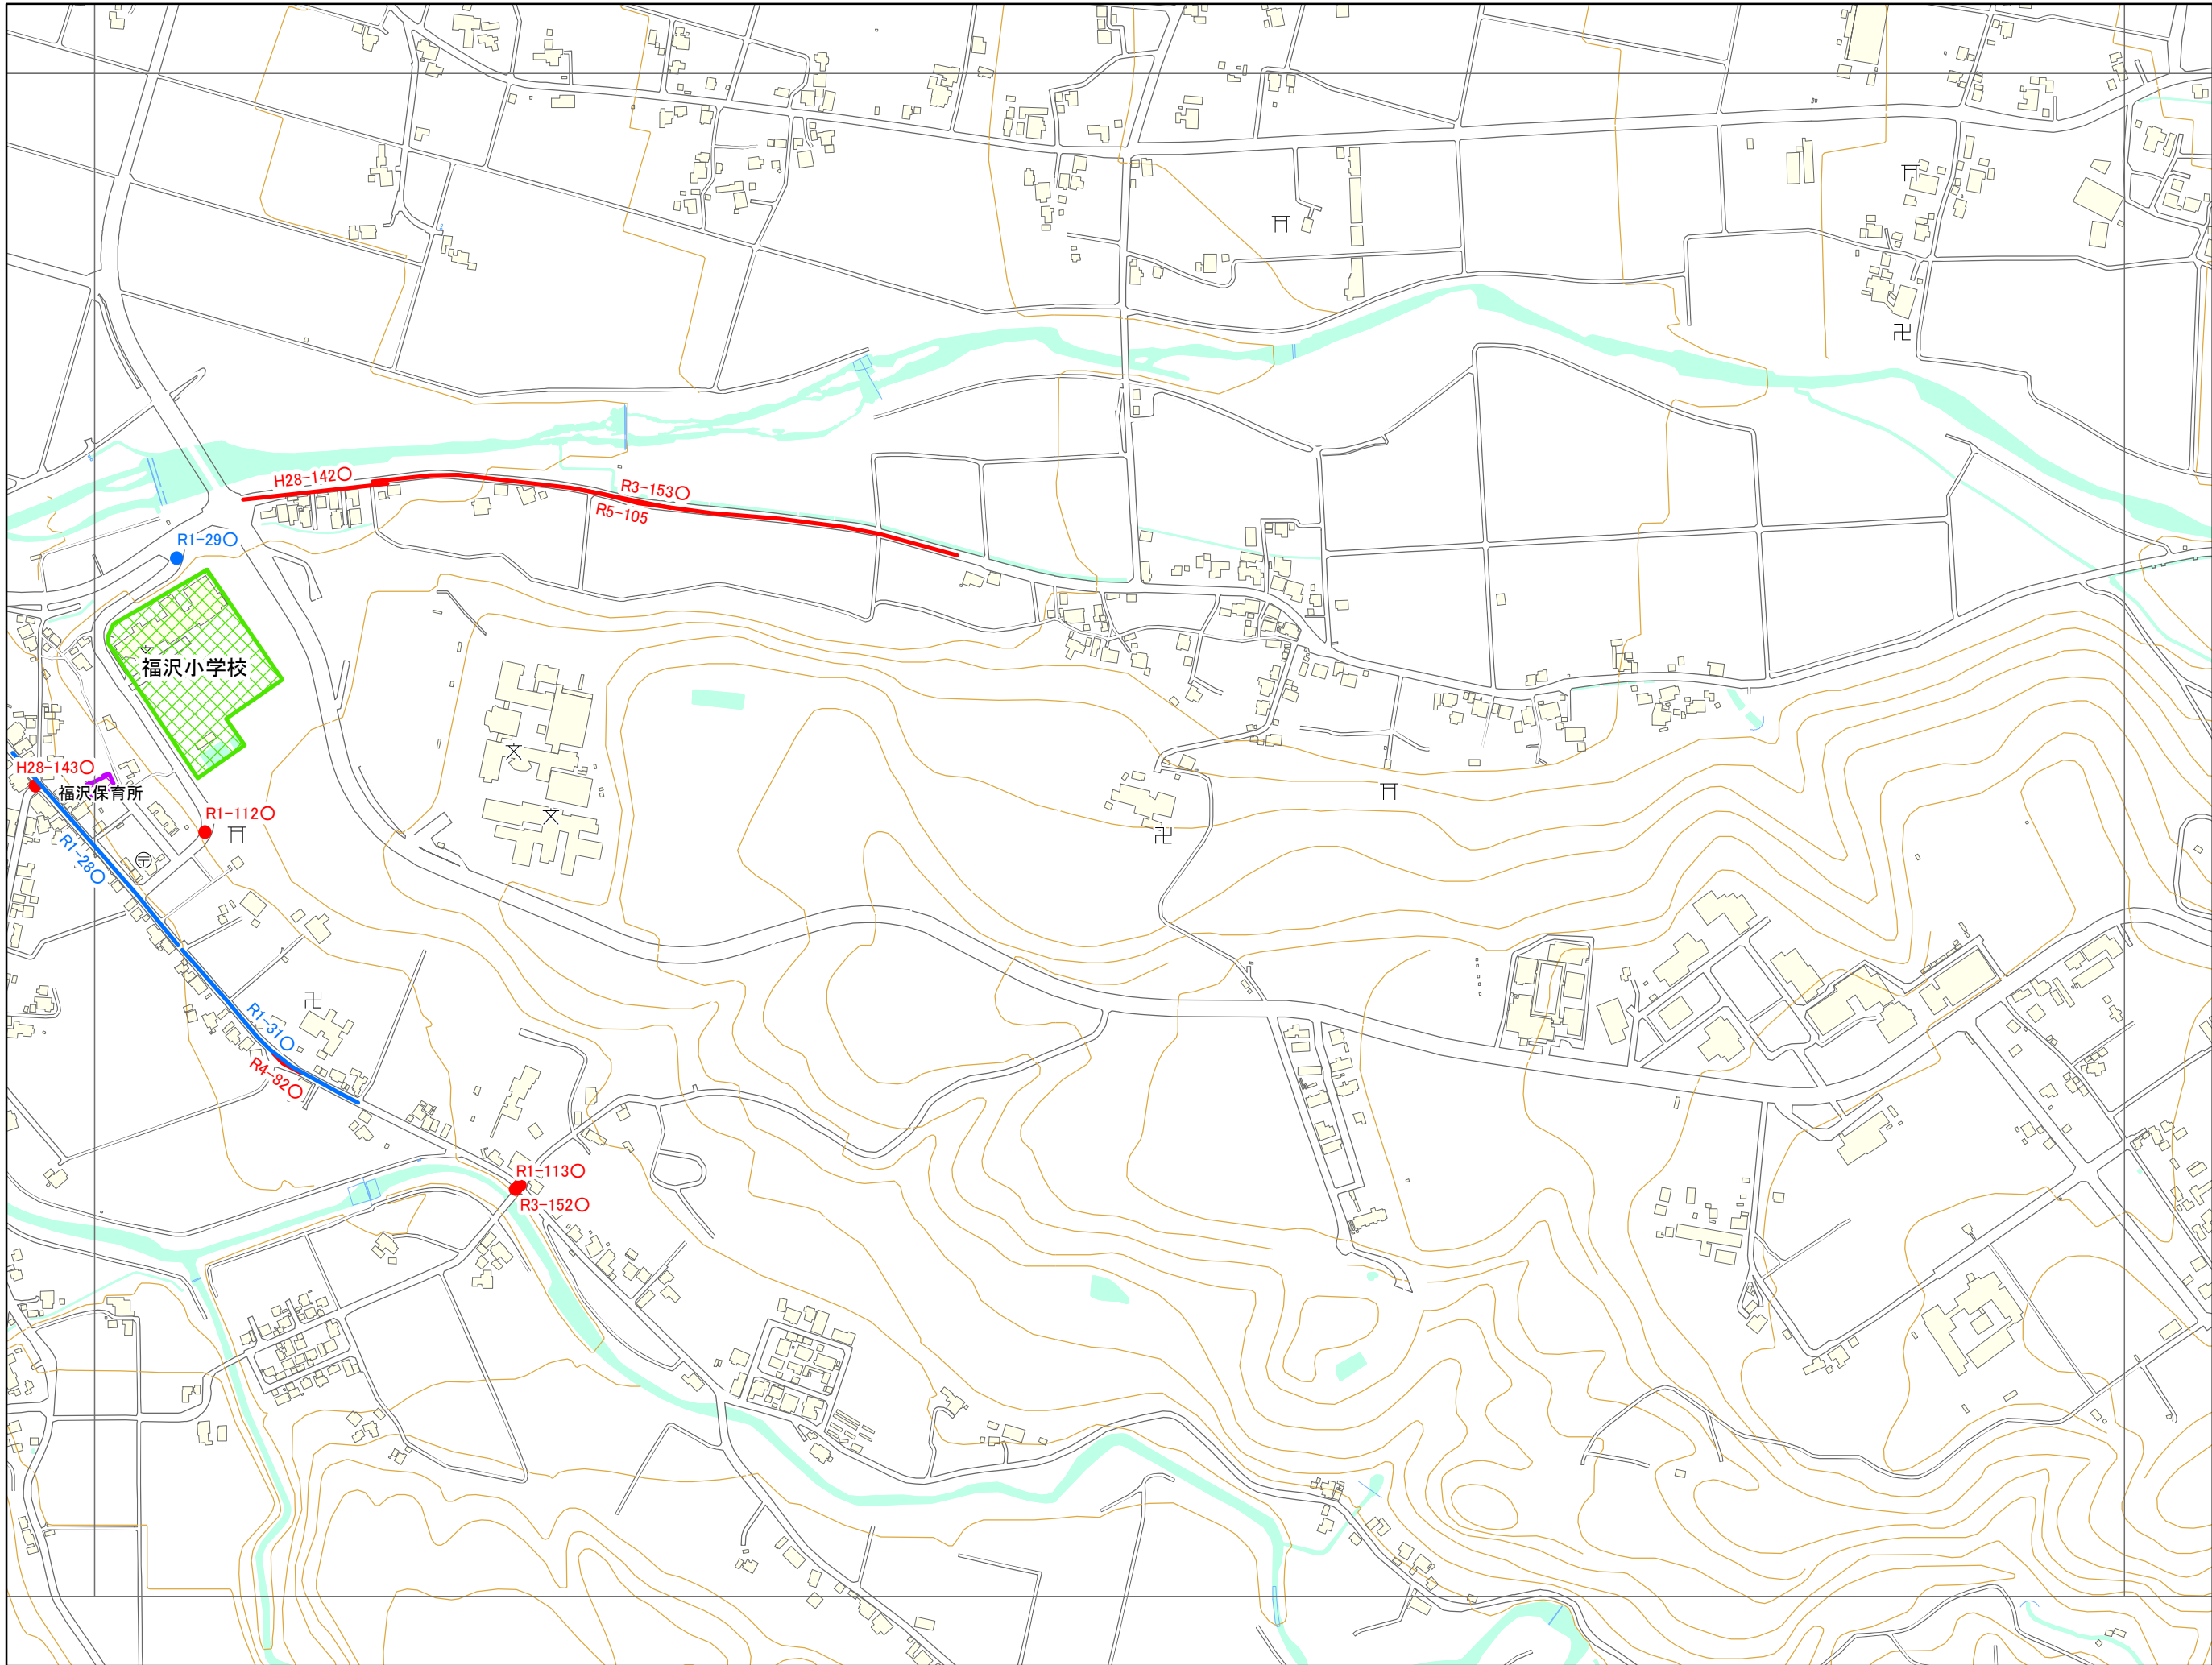 H28-142○
R3-153○
R5-105
R1-29○
福沢小学校
H28-143○
福沢保育所
R1-112○
R1-28○
R1-31○
R4-82○
R1-113○
R3-152○